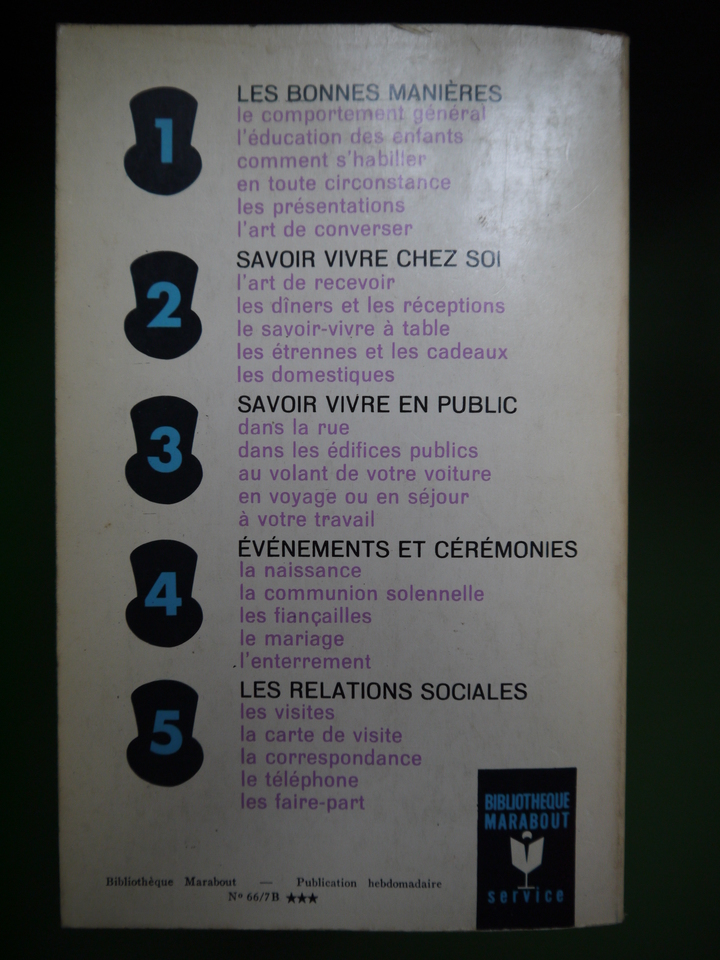 1
LES BONNES MANIÈRES
le comportement général
l'éducation des enfants
comment s'habiller
en toute circonstance
les présentations
l'art de converser
2
SAVOIR VIVRE CHEZ SOI
l'art de recevoir
les dîners et les réceptions
le savoir-vivre à table
les étrennes et les cadeaux
les domestiques
3
SAVOIR VIVRE EN PUBLIC
dans la rue
dans les édifices publics
au volant de votre voiture
en voyage ou en séjour
à votre travail
4
ÉVÉNEMENTS ET CÉRÉMONIES
la naissance
la communion solennelle
les fiançailles
le mariage
l'enterrement
5
LES RELATIONS SOCIALES
les visites
la carte de visite
la correspondance
le téléphone
les faire-part
BIBLIOTHEQUE
MARABOUT
service
Bibliothèque Marabout — Publication hebdomadaire
Nº 66/7B ★★★